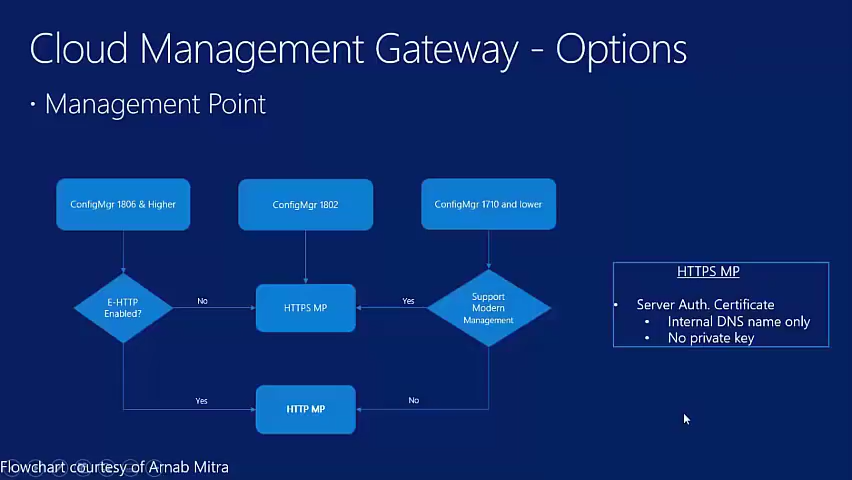 Cloud Management Gateway - Options
• Management Point
ConfigMgr 1806 & Higher
ConfigMgr 1802
ConfigMgr 1710 and lower
E-HTTP
Enabled?
No
HTTPS MP
Yes
Support
Modern
Management
Yes
HTTP MP
No
HTTPS MP
• Server Auth. Certificate
• Internal DNS name only
• No private key
Flowchart courtesy of Arnab Mitra